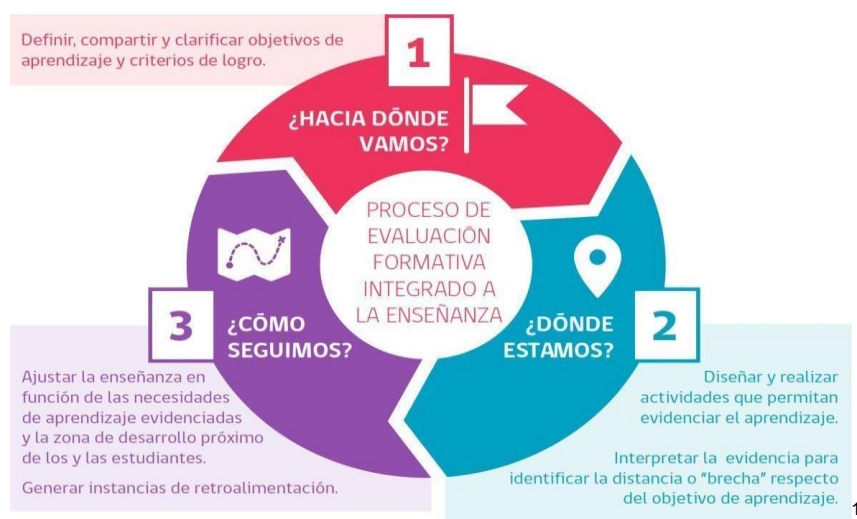 Definir, compartir y clarificar objetivos de
aprendizaje y criterios de logro.
1
¿HACIA DÓNDE
VAMOS?
PROCESO DE
EVALUACIÓN
FORMATIVA
INTEGRADO A
LA ENSEÑANZA
¿DÓNDE
ESTAMOS?
2
Diseñar y realizar
actividades que permitan
evidenciar el aprendizaje.
Interpretar la evidencia para
identificar la distancia o “brecha” respecto
del objetivo de aprendizaje.
3
¿CÓMO
SEGUIMOS?
Ajustar la enseñanza en
función de las necesidades
de aprendizaje evidenciadas
y la zona de desarrollo próximo
de los y las estudiantes.
Generar instancias de retroalimentación.
1